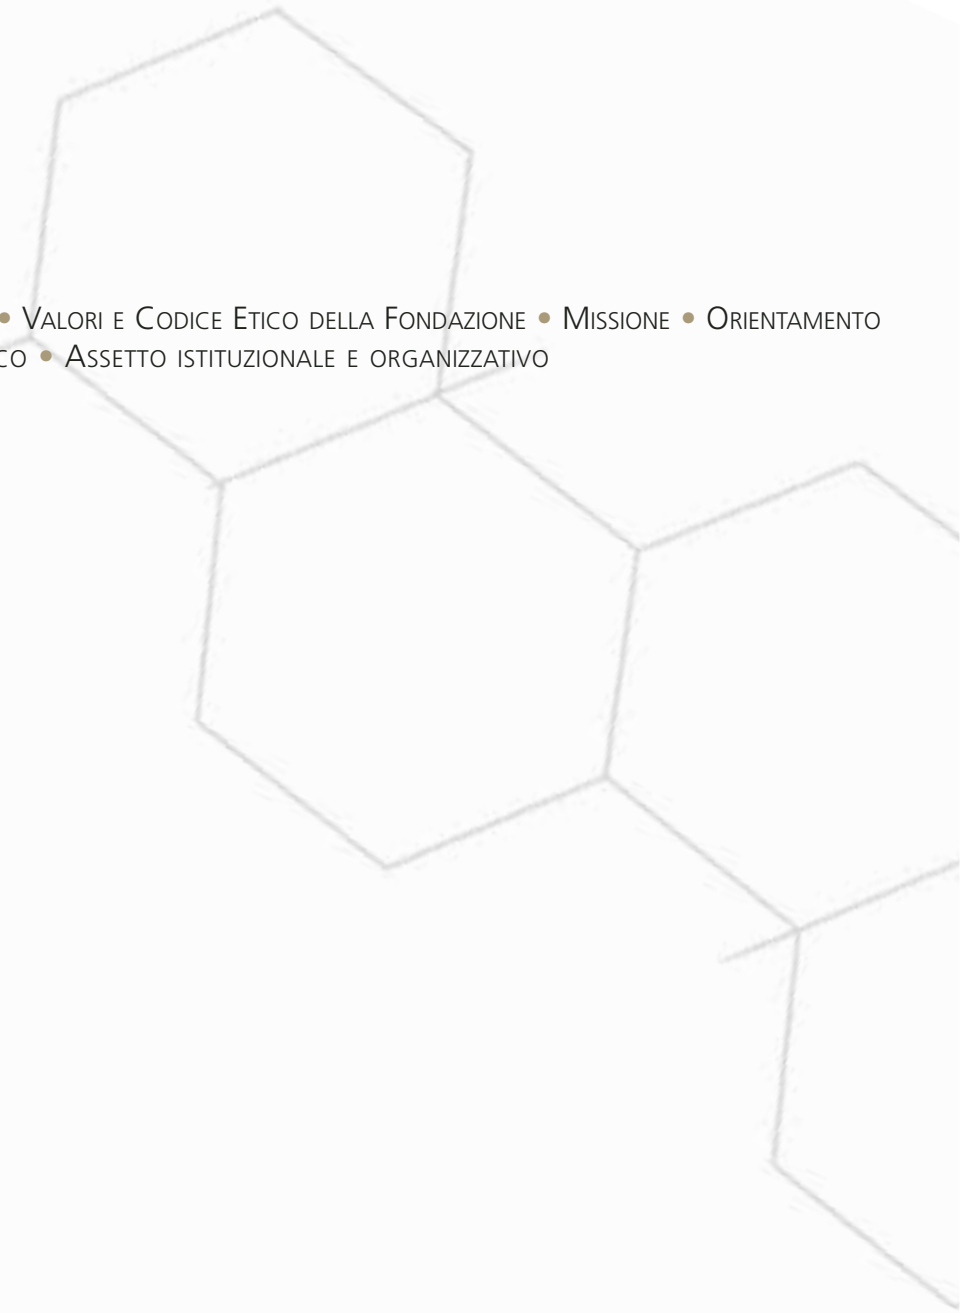 • Valori e Codice Etico della Fondazione • Missione • Orientamento
co • Assetto istituzionale e organizzativo